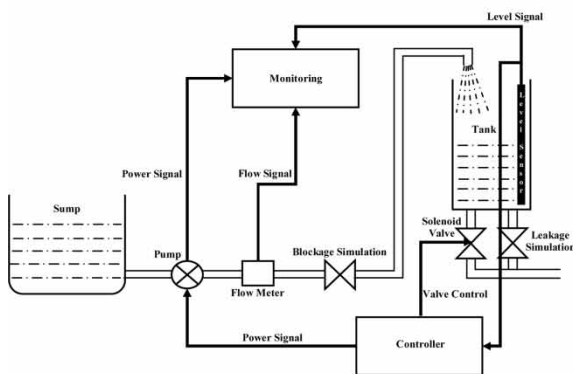 Level Signal
Monitoring
Tank
Level Sensor
Power Signal
Flow Signal
Sump
Solenoid
Valve
Leakage
Simulation
Pump
Blockage Simulation
Flow Meter
Valve Control
Power Signal
Controller